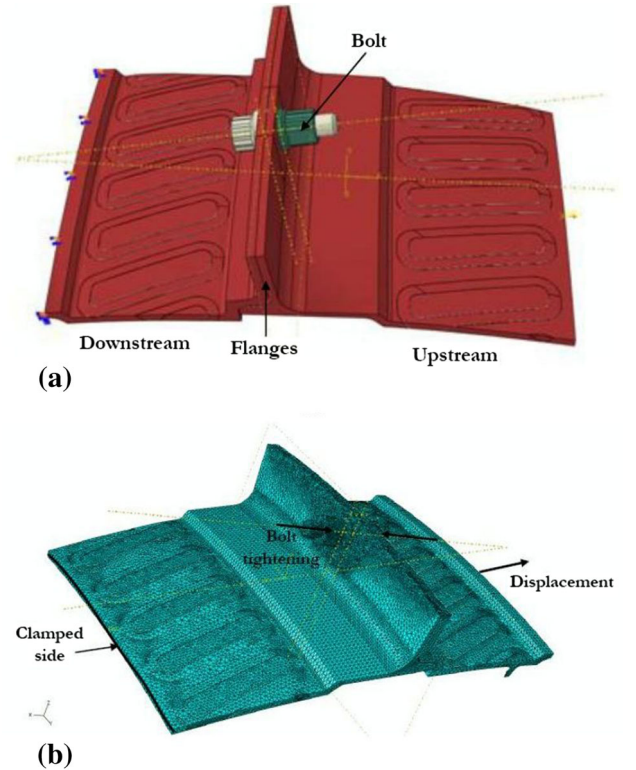 Bolt
Downstream
Flanges
Upstream
(a)
Bolt
tightening
Displacement
Clamped
side
(b)